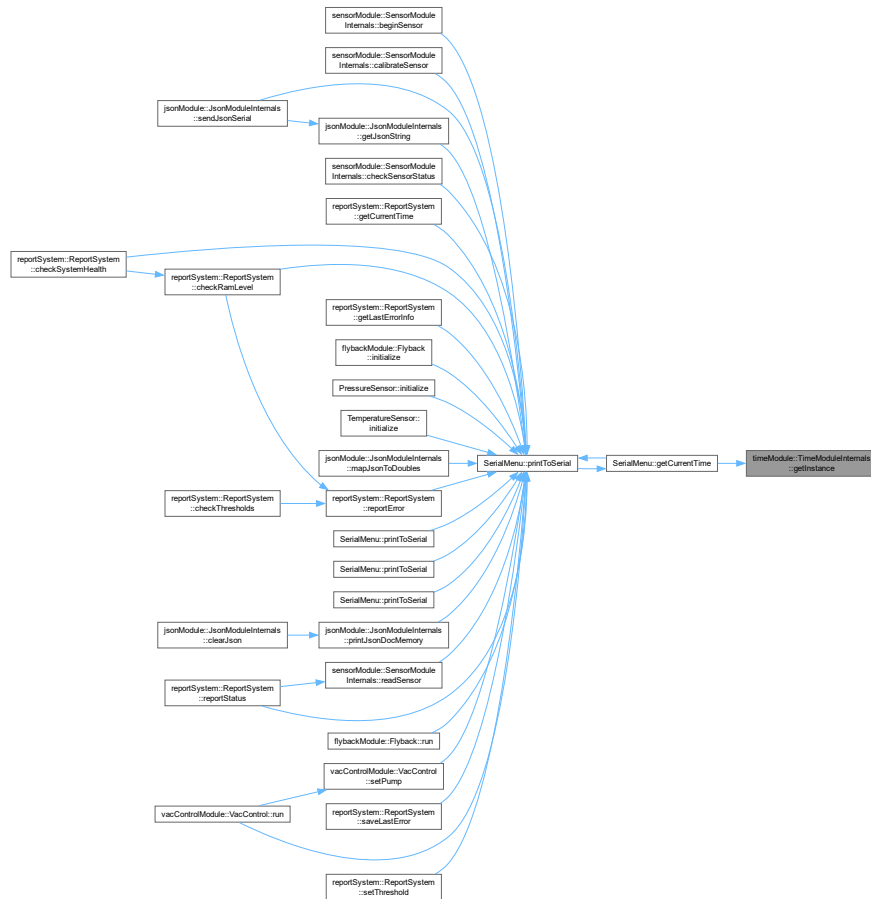 sensorModule::SensorModule
Internals::beginSensor
sensorModule::SensorModule
Internals::calibrateSensor
jsonModule::JsonModuleInternals
::sendJsonSerial
jsonModule::JsonModuleInternals
::getJsonString
sensorModule::SensorModule
Internals::checkSensorStatus
reportSystem::ReportSystem
::getCurrentTime
reportSystem::ReportSystem
::checkSystemHealth
reportSystem::ReportSystem
::checkRamLevel
reportSystem::ReportSystem
::getLastErrorInfo
flybackModule::Flyback
::initialize
PressureSensor::initialize
TemperatureSensor::
initialize
jsonModule::JsonModuleInternals
::mapJsonToDoubles
SerialMenu::printToSerial
SerialMenu::getCurrentTime
timeModule::TimeModuleInternals
::getInstance
reportSystem::ReportSystem
::checkThresholds
reportSystem::ReportSystem
::reportError
SerialMenu::printToSerial
SerialMenu::printToSerial
SerialMenu::printToSerial
jsonModule::JsonModuleInternals
::clearJson
jsonModule::JsonModuleInternals
::printJsonDocMemory
sensorModule::SensorModule
Internals::readSensor
reportSystem::ReportSystem
::reportStatus
flybackModule::Flyback::run
vacControlModule::VacControl
::setPump
vacControlModule::VacControl::run
reportSystem::ReportSystem
::saveLastError
reportSystem::ReportSystem
::setThreshold